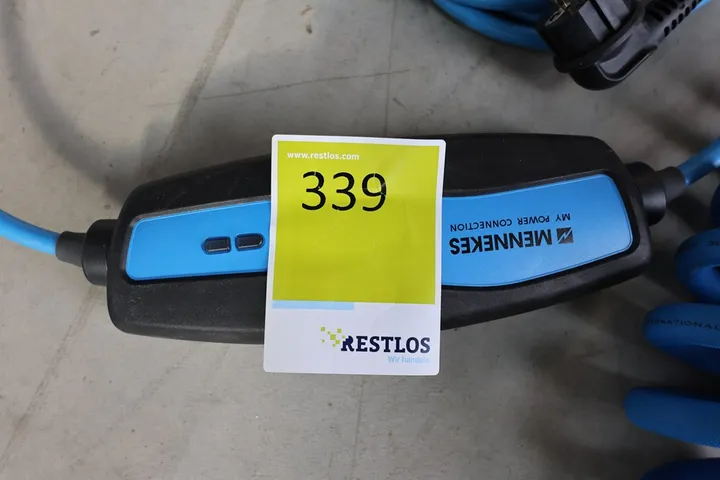 www.restlos.com
339
RESTLOS
Wir handeln
MENNEKES
MY POWER CONNECTION